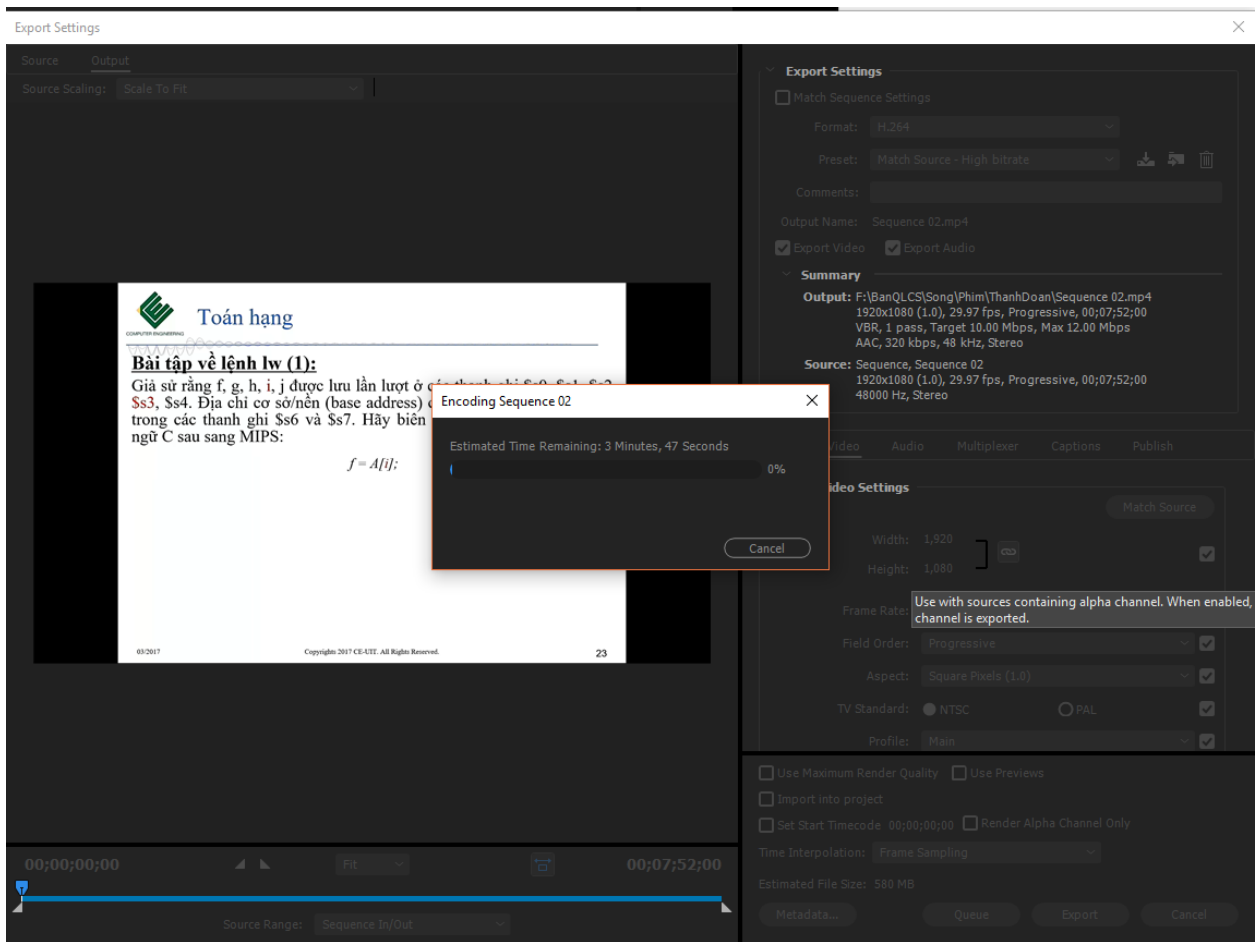 Export Settings
Source Output
Source Scaling: Scale To Fit
COMPUTER ENGINEERING
Toán hạng
Bài tập về lệnh lw (1):
Giả sử rằng f, g, h, i, j được lưu lần lượt ở các thanh ghi $s0, $s1, $s2,
$s3, $s4. Địa chỉ cơ sở/nền (base address)
trong các thanh ghi $s6 và $s7. Hãy biên
ngữ C sau sang MIPS:
f = A[i];
03/2017 Copyrights 2017 CE-UIT. All Rights Reserved. 23
Encoding Sequence 02
Estimated Time Remaining: 3 Minutes, 47 Seconds
0%
Cancel
00;00;00;00 Fit 00;07;52;00
Source Range: Sequence In/Out
Export Settings
Match Sequence Settings
Format: H.264
Preset: Match Source - High bitrate
Comments:
Output Name: Sequence 02.mp4
Export Video Export Audio
Summary
Output: F:\BanQLCS\Song\Phim\ThanhDoan\Sequence 02.mp4
1920x1080 (1.0), 29.97 fps, Progressive, 00;07;52;00
VBR, 1 pass, Target 10.00 Mbps, Max 12.00 Mbps
AAC, 320 kbps, 48 kHz, Stereo
Source: Sequence, Sequence 02
1920x1080 (1.0), 29.97 fps, Progressive, 00;07;52;00
48000 Hz, Stereo
Video Audio Multiplexer Captions Publish
ideo Settings
Match Source
Width: 1,920
Height: 1,080
Frame Rate:
Use with sources containing alpha channel. When enabled,
channel is exported.
Field Order: Progressive
Aspect: Square Pixels (1.0)
TV Standard: NTSC PAL
Profile: Main
Use Maximum Render Quality Use Previews
Import into project
Set Start Timecode 00;00;00;00 Render Alpha Channel Only
Time Interpolation: Frame Sampling
Estimated File Size: 580 MB
Metadata... Queue Export Cancel